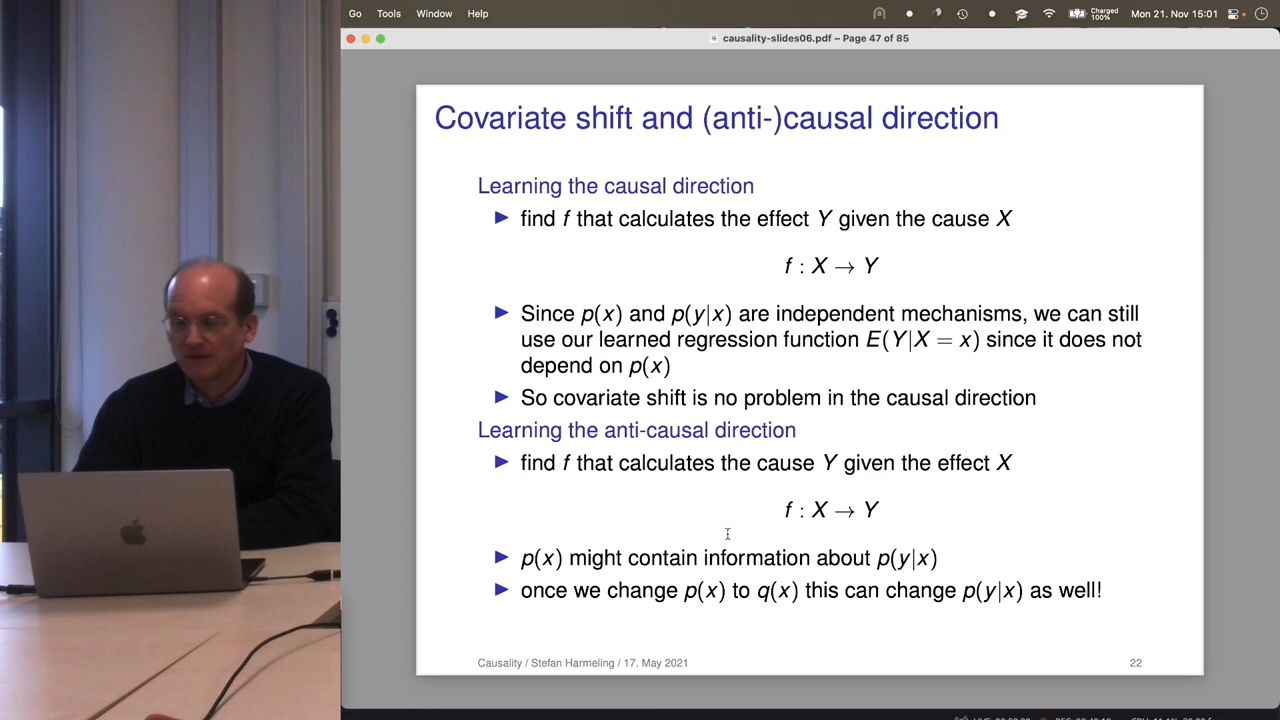 Go Tools Window Help Charged 100% Mon 21. Nov 15:01
causality-slides06.pdf – Page 47 of 85
Covariate shift and (anti-)causal direction
Learning the causal direction
► find f that calculates the effect Y given the cause X
f : X → Y
► Since p(x) and p(y|x) are independent mechanisms, we can still
use our learned regression function E(Y|X = x) since it does not
depend on p(x)
► So covariate shift is no problem in the causal direction
Learning the anti-causal direction
► find f that calculates the cause Y given the effect X
f : X → Y
► p(x) might contain information about p(y|x)
► once we change p(x) to q(x) this can change p(y|x) as well!
Causality / Stefan Harmeling / 17. May 2021 22